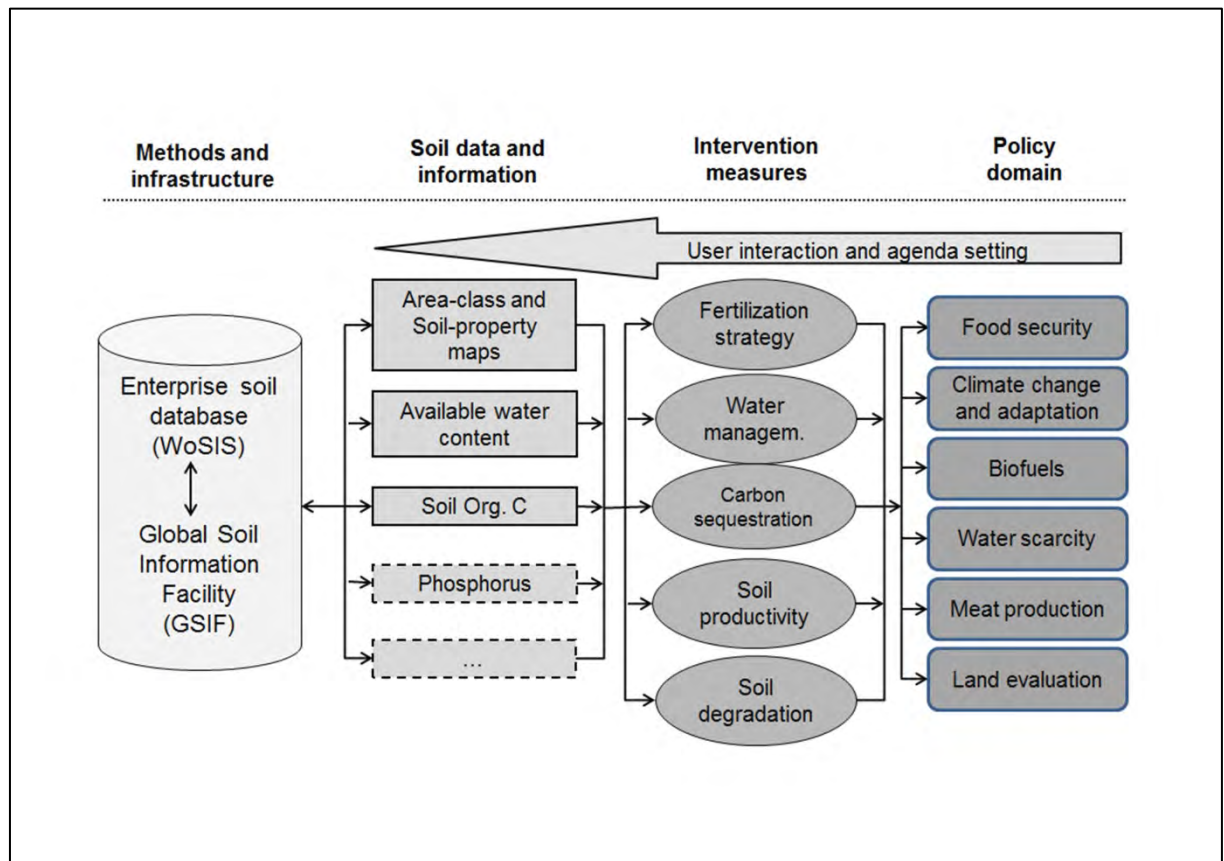 Methods and
infrastructure
Soil data and
information
Intervention
measures
Policy
domain
User interaction and agenda setting
Enterprise soil
database
(WoSIS)
Global Soil
Information
Facility
(GSIF)
Area-class and
Soil-property
maps
Available water
content
Soil Org. C
Phosphorus
...
Fertilization
strategy
Water
managem.
Carbon
sequestration
Soil
productivity
Soil
degradation
Food security
Climate change
and adaptation
Biofuels
Water scarcity
Meat production
Land evaluation